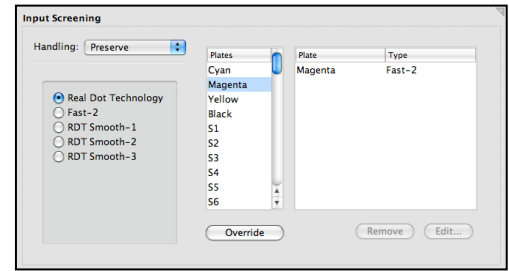 Input Screening
Handling: Preserve
Real Dot Technology
Fast-2
RDT Smooth-1
RDT Smooth-2
RDT Smooth-3
Plates
Cyan
Magenta
Yellow
Black
S1
S2
S3
S4
S5
S6
Override
Plate Type
Magenta Fast-2
Remove Edit...